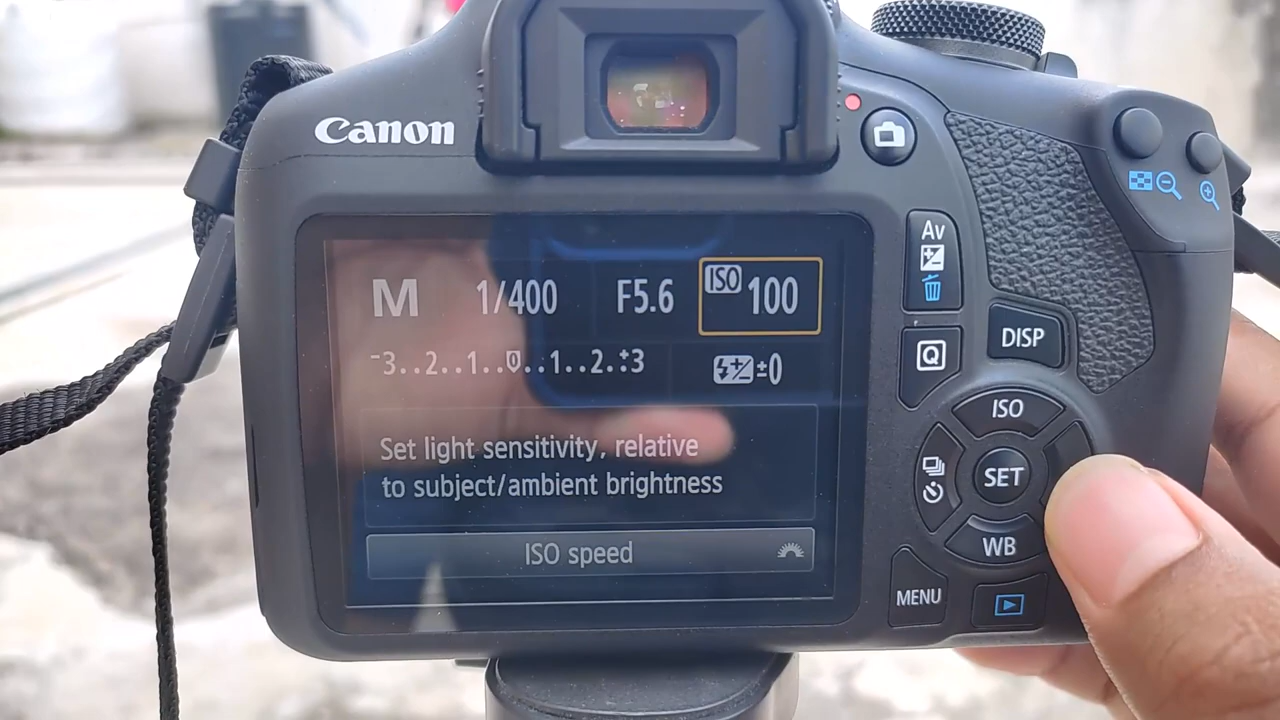 Canon
Av
M 1/400 F5.6 ISO 100
-3..2..1..0..1..2.:+3 ±0
Set light sensitivity, relative
to subject/ambient brightness
ISO speed
Q
DISP
ISO
SET
WB
MENU